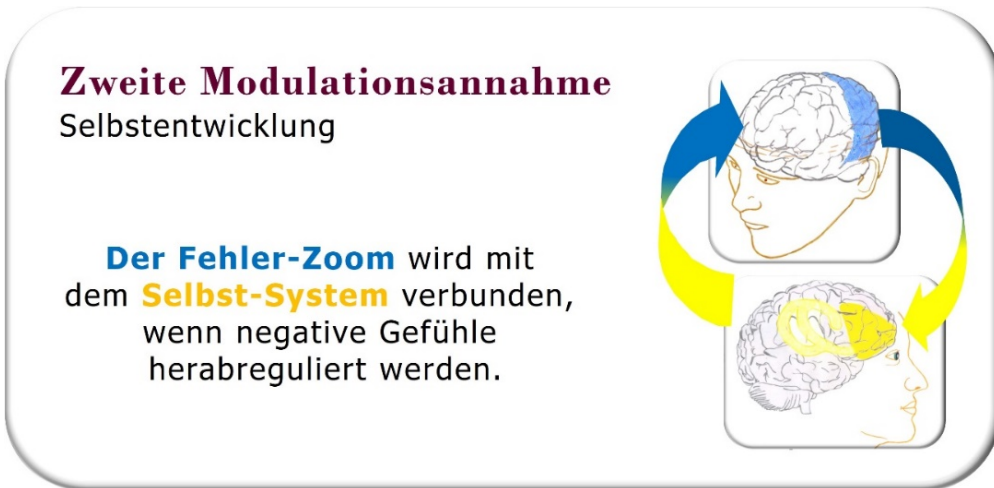 Zweite Modulationsannahme
Selbstentwicklung
Der Fehler-Zoom wird mit
dem Selbst-System verbunden,
wenn negative Gefühle
herabreguliert werden.